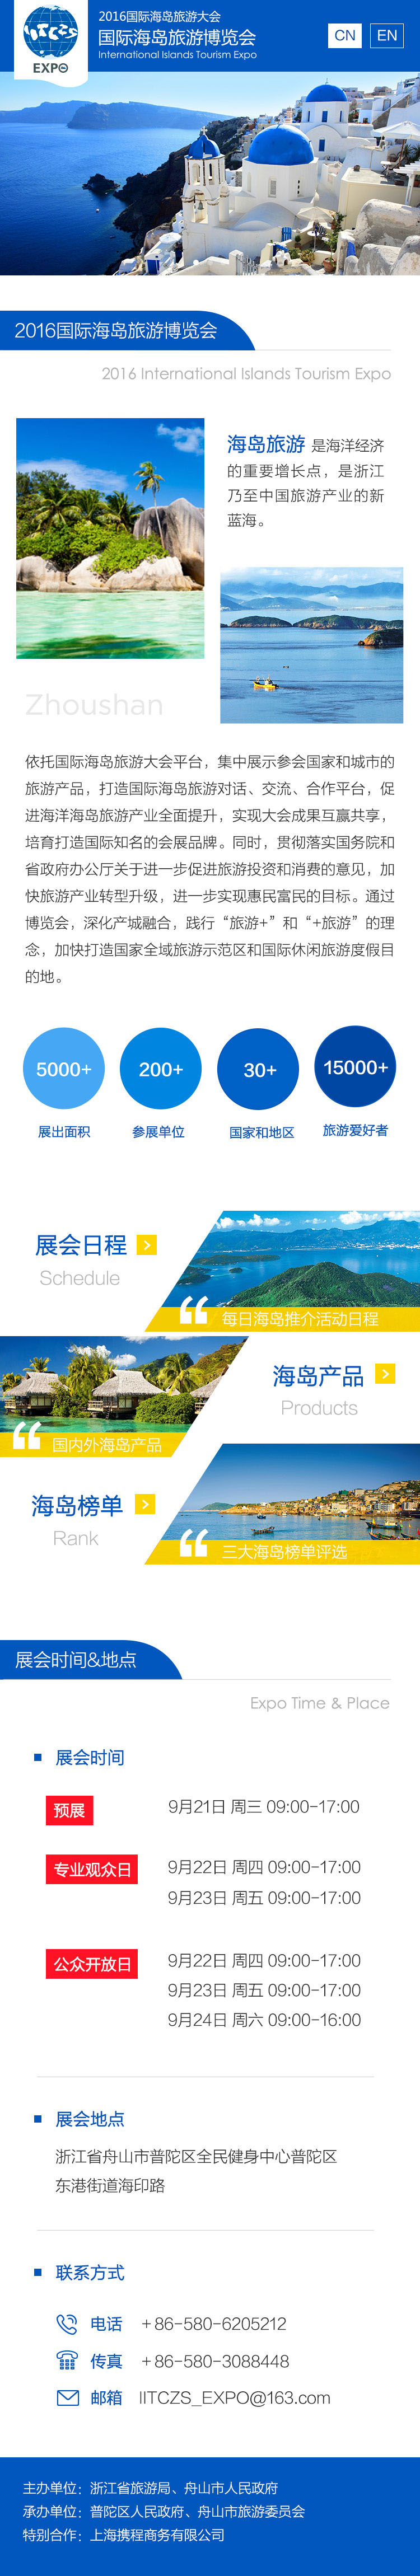 2016国际海岛旅游大会
国际海岛旅游博览会
International Islands Tourism Expo
IITCZS
EXPO
CN
EN
2016国际海岛旅游博览会
2016 International Islands Tourism Expo
海岛旅游 是海洋经济
的重要增长点，是浙江
乃至中国旅游产业的新
蓝海。
Zhoushan
依托国际海岛旅游大会平台，集中展示参会国家和城市的
旅游产品，打造国际海岛旅游对话、交流、合作平台，促
进海洋海岛旅游产业全面提升，实现大会成果互赢共享，
培育打造国际知名的会展品牌。同时，贯彻落实国务院和
省政府办公厅关于进一步促进旅游投资和消费的意见，加
快旅游产业转型升级，进一步实现惠民富民的目标。通过
博览会，深化产城融合，践行“旅游+”和“+旅游”的理
念，加快打造国家全域旅游示范区和国际休闲旅游度假目
的地。
5000+
200+
30+
15000+
展出面积
参展单位
国家和地区
旅游爱好者
展会日程
Schedule
每日海岛推介活动日程
海岛产品
Products
国内外海岛产品
海岛榜单
Rank
三大海岛榜单评选
展会时间&地点
Expo Time & Place
展会时间
预展 9月21日 周三 09:00-17:00
专业观众日 9月22日 周四 09:00-17:00
9月23日 周五 09:00-17:00
公众开放日 9月22日 周四 09:00-17:00
9月23日 周五 09:00-17:00
9月24日 周六 09:00-16:00
展会地点
浙江省舟山市普陀区全民健身中心普陀区
东港街道海印路
联系方式
电话 +86-580-6205212
传真 +86-580-3088448
邮箱 IITCZS_EXPO@163.com
主办单位：浙江省旅游局、舟山市人民政府
承办单位：普陀区人民政府、舟山市旅游委员会
特别合作：上海携程商务有限公司